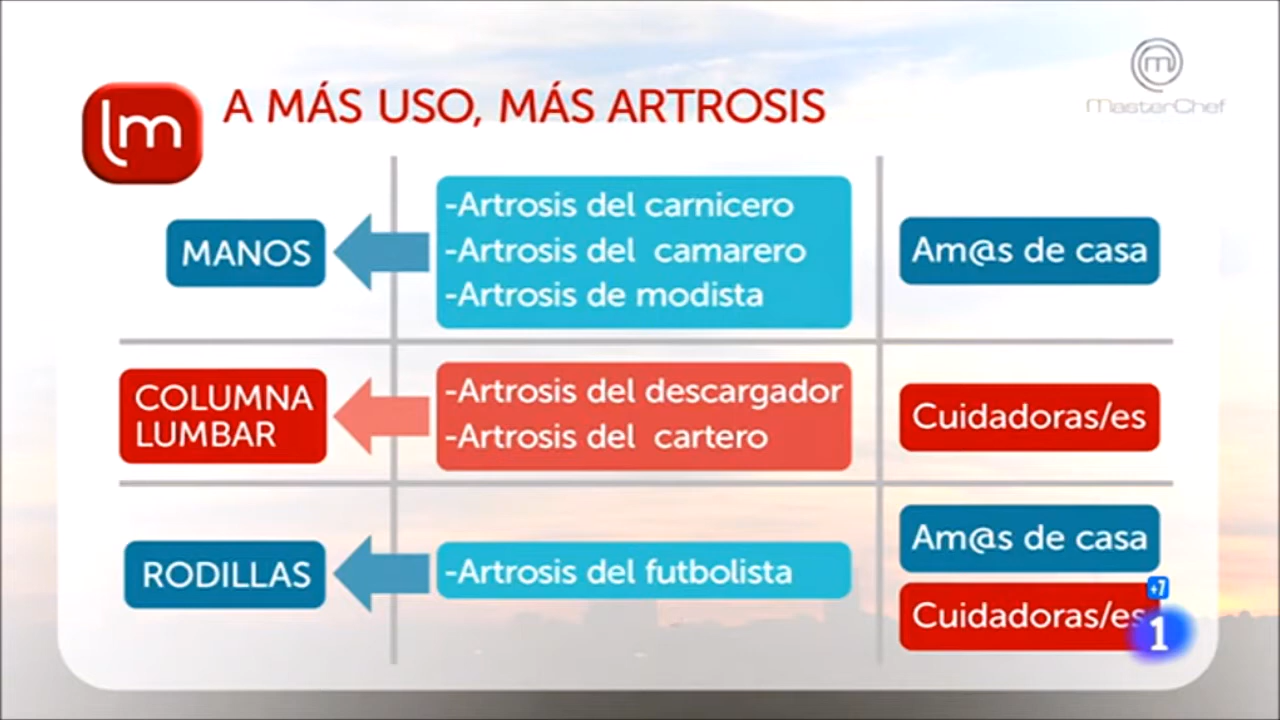 lm
A MÁS USO, MÁS ARTROSIS
m
MasterChef
MANOS
-Artrosis del carnicero
-Artrosis del camarero
-Artrosis de modista
Am@s de casa
COLUMNA
LUMBAR
-Artrosis del descargador
-Artrosis del cartero
Cuidadoras/es
RODILLAS
-Artrosis del futbolista
Am@s de casa
Cuidadoras/es
+7
1